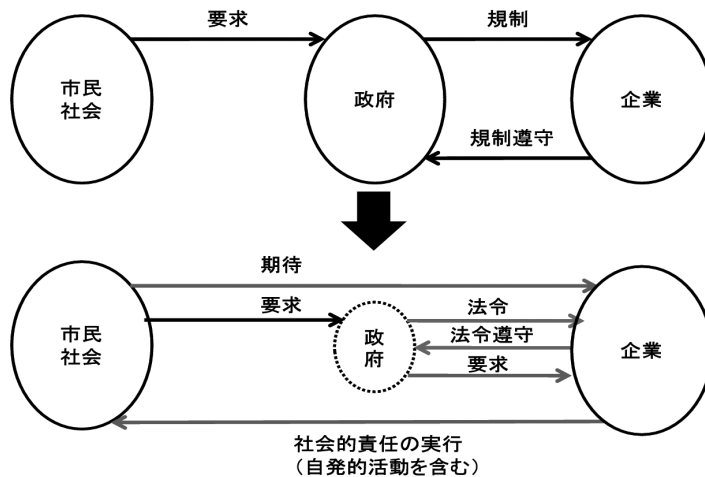 要求
規制
市民
社会
政府
企業
規制遵守
期待
要求
法令
市民
社会
政
府
法令遵守
企業
要求
社会的責任の実行
（自発的活動を含む）